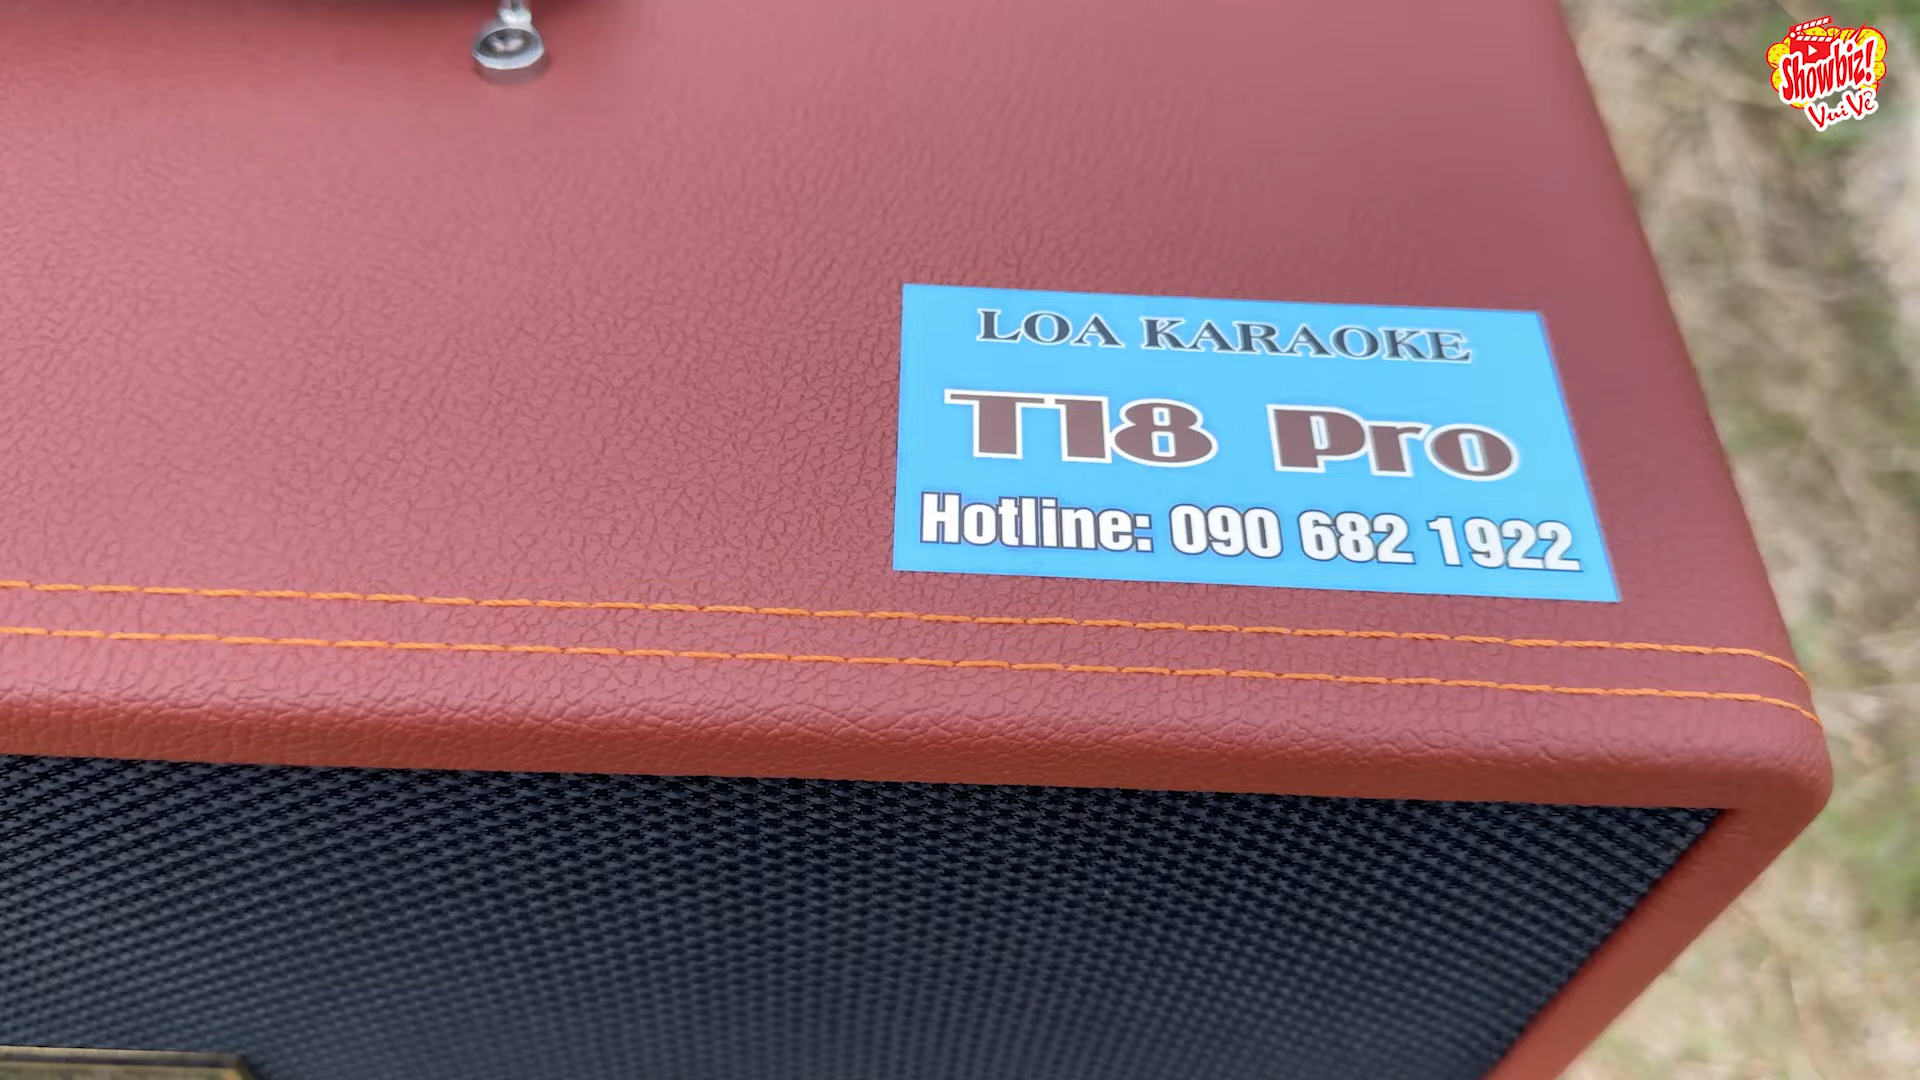 Showbiz!
Vui Vẻ
LOA KARAOKE
T18 Pro
Hotline: 090 682 1922